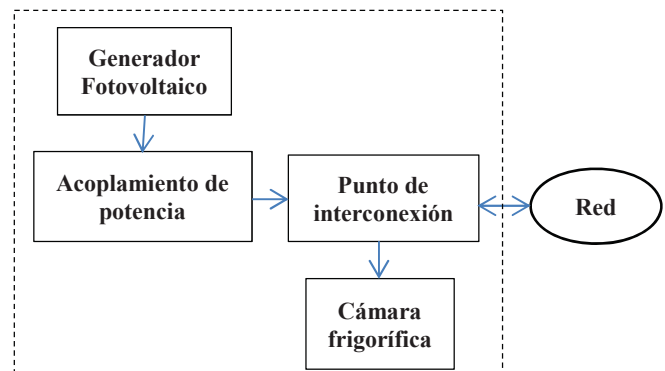 Generador
Fotovoltaico
Acoplamiento de
potencia
Punto de
interconexión
Red
Cámara
frigorífica